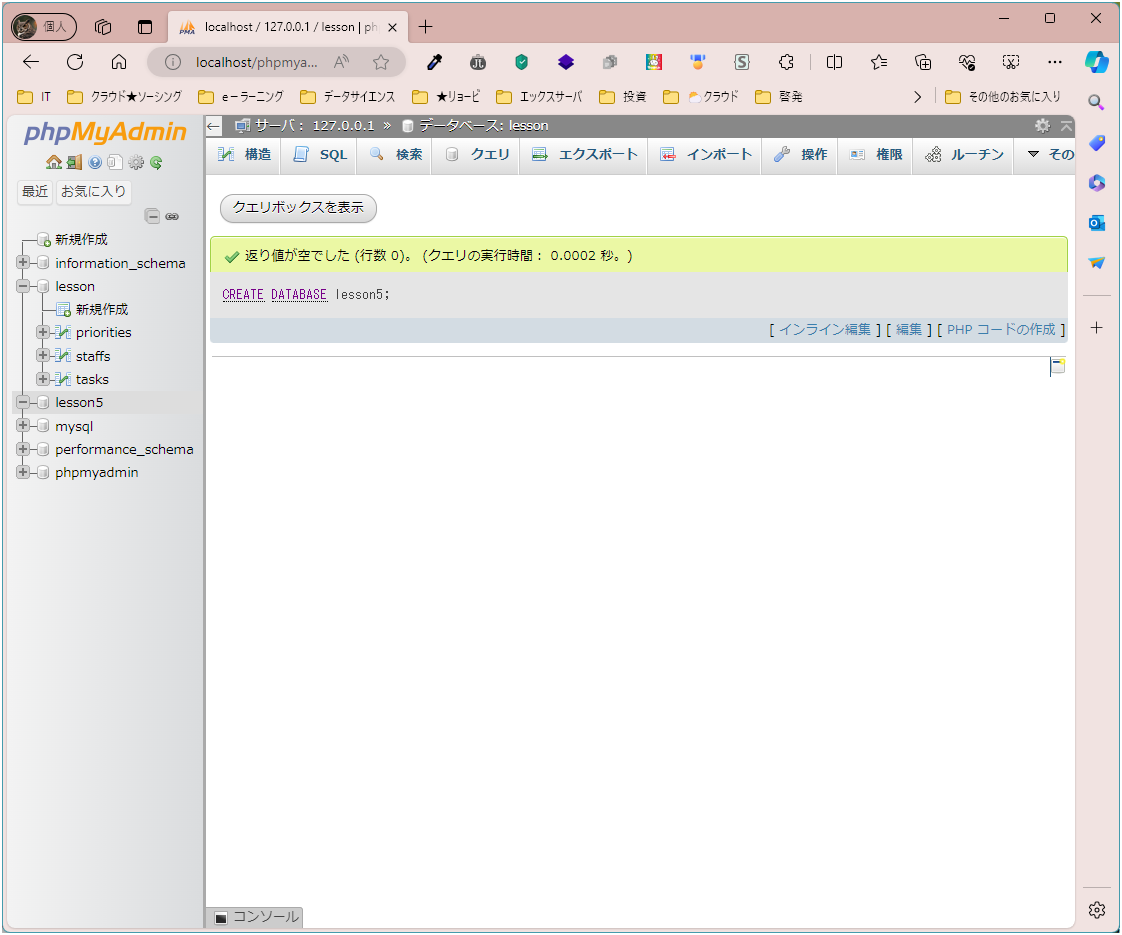 個人
localhost / 127.0.0.1 / lesson | ph
localhost/phpmya...
IT
クラウド★ソーシング
e－ラーニング
データサイエンス
★リョービ
エックスサーバ
投資
クラウド
啓発
その他のお気に入り
phpMyAdmin
最近
お気に入り
新規作成
information_schema
lesson
新規作成
priorities
staffs
tasks
lesson5
mysql
performance_schema
phpmyadmin
サーバ： 127.0.0.1 » データベース: lesson
構造
SQL
検索
クエリ
エクスポート
インポート
操作
権限
ルーチン
その
クエリボックスを表示
返り値が空でした (行数 0)。 (クエリの実行時間： 0.0002 秒。)
CREATE DATABASE lesson5;
[ インライン編集 ] [ 編集 ] [ PHP コードの作成 ]
コンソール